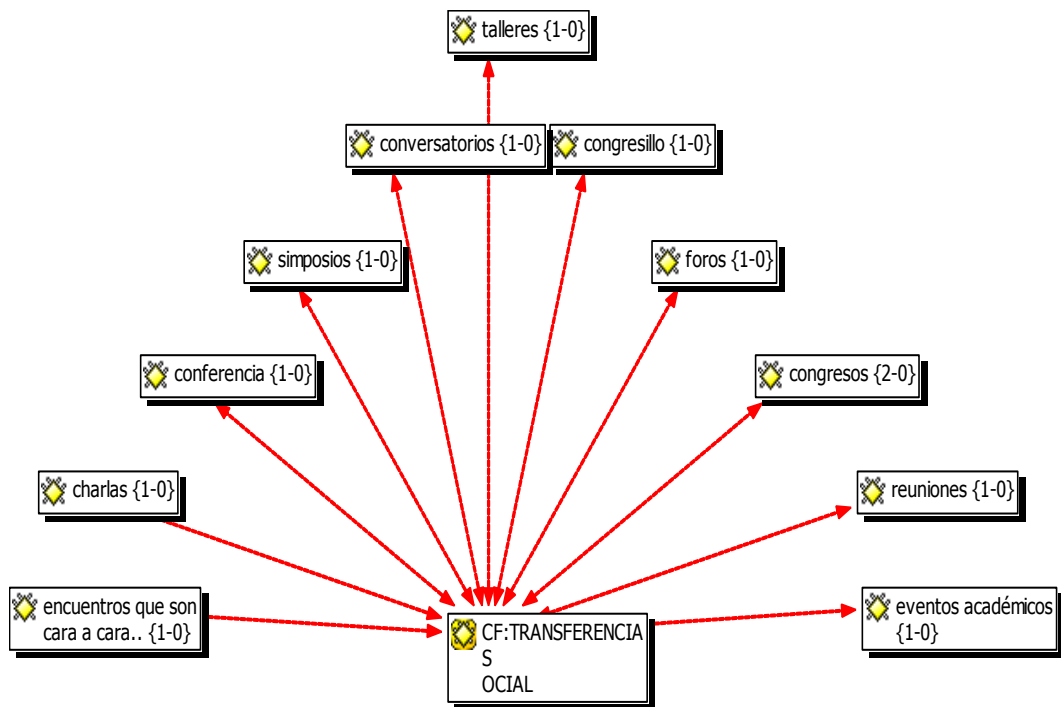 talleres {1-0}
conversatorios {1-0}
congresillo {1-0}
simposios {1-0}
foros {1-0}
conferencia {1-0}
congresos {2-0}
charlas {1-0}
reuniones {1-0}
encuentros que son
cara a cara.. {1-0}
eventos académicos
{1-0}
CF:TRANSFERENCIA
S
OCIAL